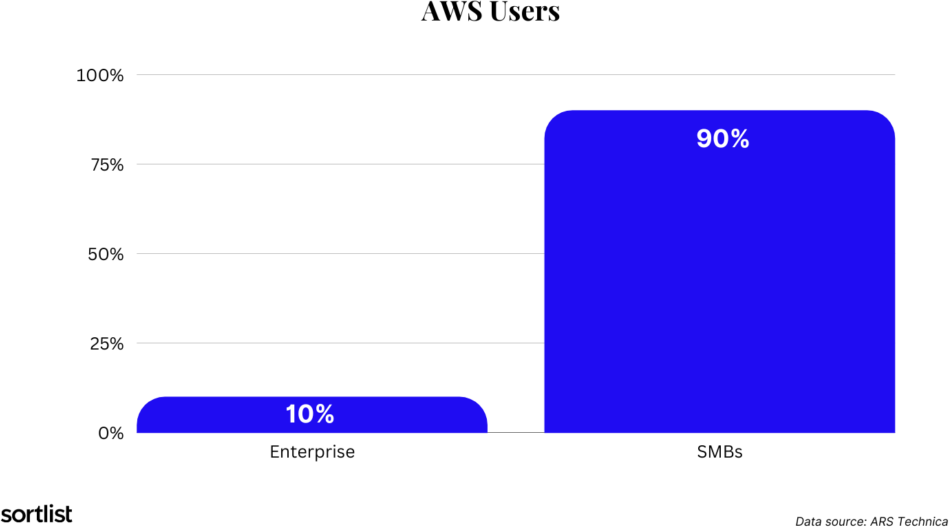 AWS Users
100%
75%
50%
25%
0%
10%
90%
Enterprise
SMBs
sortlist
Data source: ARS Technica